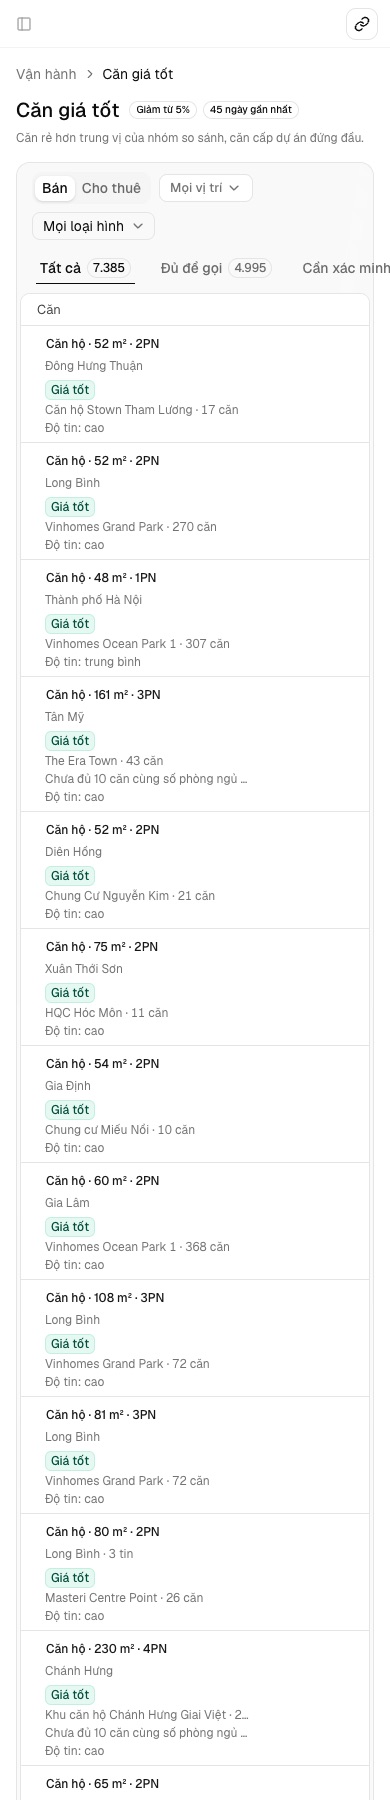 Vận hành > Căn giá tốt
Căn giá tốt Giảm từ 5% 45 ngày gần nhất
Căn rẻ hơn trung vị của nhóm so sánh, căn cấp dự án đứng đầu.
Bán Cho thuê Mọi vị trí
Mọi loại hình
Tất cả 7.385 Đủ để gọi 4.995 Cần xác minh
Căn
Căn hộ · 52 m² · 2PN
Đông Hưng Thuận
Giá tốt
Căn hộ Stown Tham Lương · 17 căn
Độ tin: cao
Căn hộ · 52 m² · 2PN
Long Bình
Giá tốt
Vinhomes Grand Park · 270 căn
Độ tin: cao
Căn hộ · 48 m² · 1PN
Thành phố Hà Nội
Giá tốt
Vinhomes Ocean Park 1 · 307 căn
Độ tin: trung bình
Căn hộ · 161 m² · 3PN
Tân Mỹ
Giá tốt
The Era Town · 43 căn
Chưa đủ 10 căn cùng số phòng ngủ ...
Độ tin: cao
Căn hộ · 52 m² · 2PN
Diên Hồng
Giá tốt
Chung Cư Nguyễn Kim · 21 căn
Độ tin: cao
Căn hộ · 75 m² · 2PN
Xuân Thới Sơn
Giá tốt
HQC Hóc Môn · 11 căn
Độ tin: cao
Căn hộ · 54 m² · 2PN
Gia Định
Giá tốt
Chung cư Miếu Nổi · 10 căn
Độ tin: cao
Căn hộ · 60 m² · 2PN
Gia Lâm
Giá tốt
Vinhomes Ocean Park 1 · 368 căn
Độ tin: cao
Căn hộ · 108 m² · 3PN
Long Bình
Giá tốt
Vinhomes Grand Park · 72 căn
Độ tin: cao
Căn hộ · 81 m² · 3PN
Long Bình
Giá tốt
Vinhomes Grand Park · 72 căn
Độ tin: cao
Căn hộ · 80 m² · 2PN
Long Bình · 3 tin
Giá tốt
Masteri Centre Point · 26 căn
Độ tin: cao
Căn hộ · 230 m² · 4PN
Chánh Hưng
Giá tốt
Khu căn hộ Chánh Hưng Giai Việt · 2...
Chưa đủ 10 căn cùng số phòng ngủ ...
Độ tin: cao
Căn hộ · 65 m² · 2PN